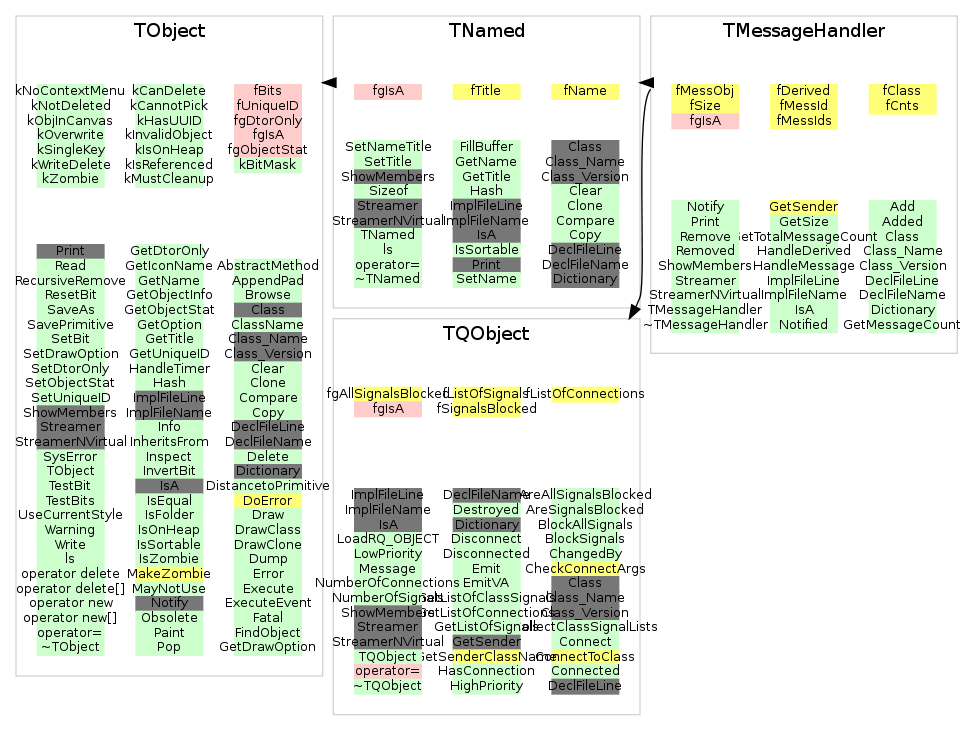 TObject
kNoContextMenu
kNotDeleted
kObjInCanvas
kOverwrite
kSingleKey
kWriteDelete
kZombie
kCanDelete
kCannotPick
kHasUUID
kInvalidObject
kIsOnHeap
kIsReferenced
kMustCleanup
fBits
fUniqueID
fgDtorOnly
fgIsA
fgObjectStat
kBitMask
Print
Read
RecursiveRemove
ResetBit
SaveAs
SavePrimitive
SetBit
SetDrawOption
SetDtorOnly
SetObjectStat
SetUniqueID
ShowMembers
Streamer
StreamerNVirtual
SysError
TObject
TestBit
TestBits
UseCurrentStyle
Warning
Write
ls
operator delete
operator delete[]
operator new
operator new[]
operator=
~TObject
GetDtorOnly
GetIconName
GetName
GetObjectInfo
GetObjectStat
GetOption
GetTitle
GetUniqueID
HandleTimer
Hash
ImplFileLine
ImplFileName
Info
InheritsFrom
Inspect
InvertBit
IsA
IsEqual
IsFolder
IsOnHeap
IsSortable
IsZombie
MakeZombie
MayNotUse
Notify
Obsolete
Paint
Pop
AbstractMethod
AppendPad
Browse
Class
ClassName
Class_Name
Class_Version
Clear
Clone
Compare
Copy
DeclFileLine
DeclFileName
Delete
Dictionary
DistancetoPrimitive
DoError
Draw
DrawClass
DrawClone
Dump
Error
Execute
ExecuteEvent
Fatal
FindObject
GetDrawOption
TNamed
fgIsA
fTitle
fName
SetNameTitle
SetTitle
ShowMembers
Sizeof
Streamer
StreamerNVirtual
TNamed
ls
operator=
~TNamed
FillBuffer
GetName
GetTitle
Hash
ImplFileLine
ImplFileName
IsA
IsSortable
Print
SetName
Class
Class_Name
Class_Version
Clear
Clone
Compare
Copy
DeclFileLine
DeclFileName
Dictionary
TQObject
fgAllSignalsBlocked
fgIsA
fListOfSignals
fSignalsBlocked
fListOfConnections
ImplFileLine
ImplFileName
IsA
LoadRQ_OBJECT
LowPriority
Message
NumberOfConnections
NumberOfSignals
ShowMembers
Streamer
StreamerNVirtual
TQObject
operator=
~TQObject
DeclFileName
Destroyed
Dictionary
Disconnect
Disconnected
Emit
EmitVA
GetListOfClassSignals
GetListOfConnections
GetListOfSignals
GetSender
GetSenderClassName
HasConnection
HighPriority
AreAllSignalsBlocked
AreSignalsBlocked
BlockAllSignals
BlockSignals
ChangedBy
CheckConnectArgs
Class
Class_Name
Class_Version
CollectClassSignalLists
Connect
ConnectToClass
Connected
DeclFileLine
TMessageHandler
fMessObj
fSize
fgIsA
fDerived
fMessId
fMessIds
fClass
fCnts
Notify
Print
Remove
Removed
ShowMembers
Streamer
StreamerNVirtual
TMessageHandler
~TMessageHandler
GetSender
GetSize
GetTotalMessageCount
HandleDerived
HandleMessage
ImplFileLine
ImplFileName
IsA
Notified
Add
Added
Class
Class_Name
Class_Version
DeclFileLine
DeclFileName
Dictionary
GetMessageCount